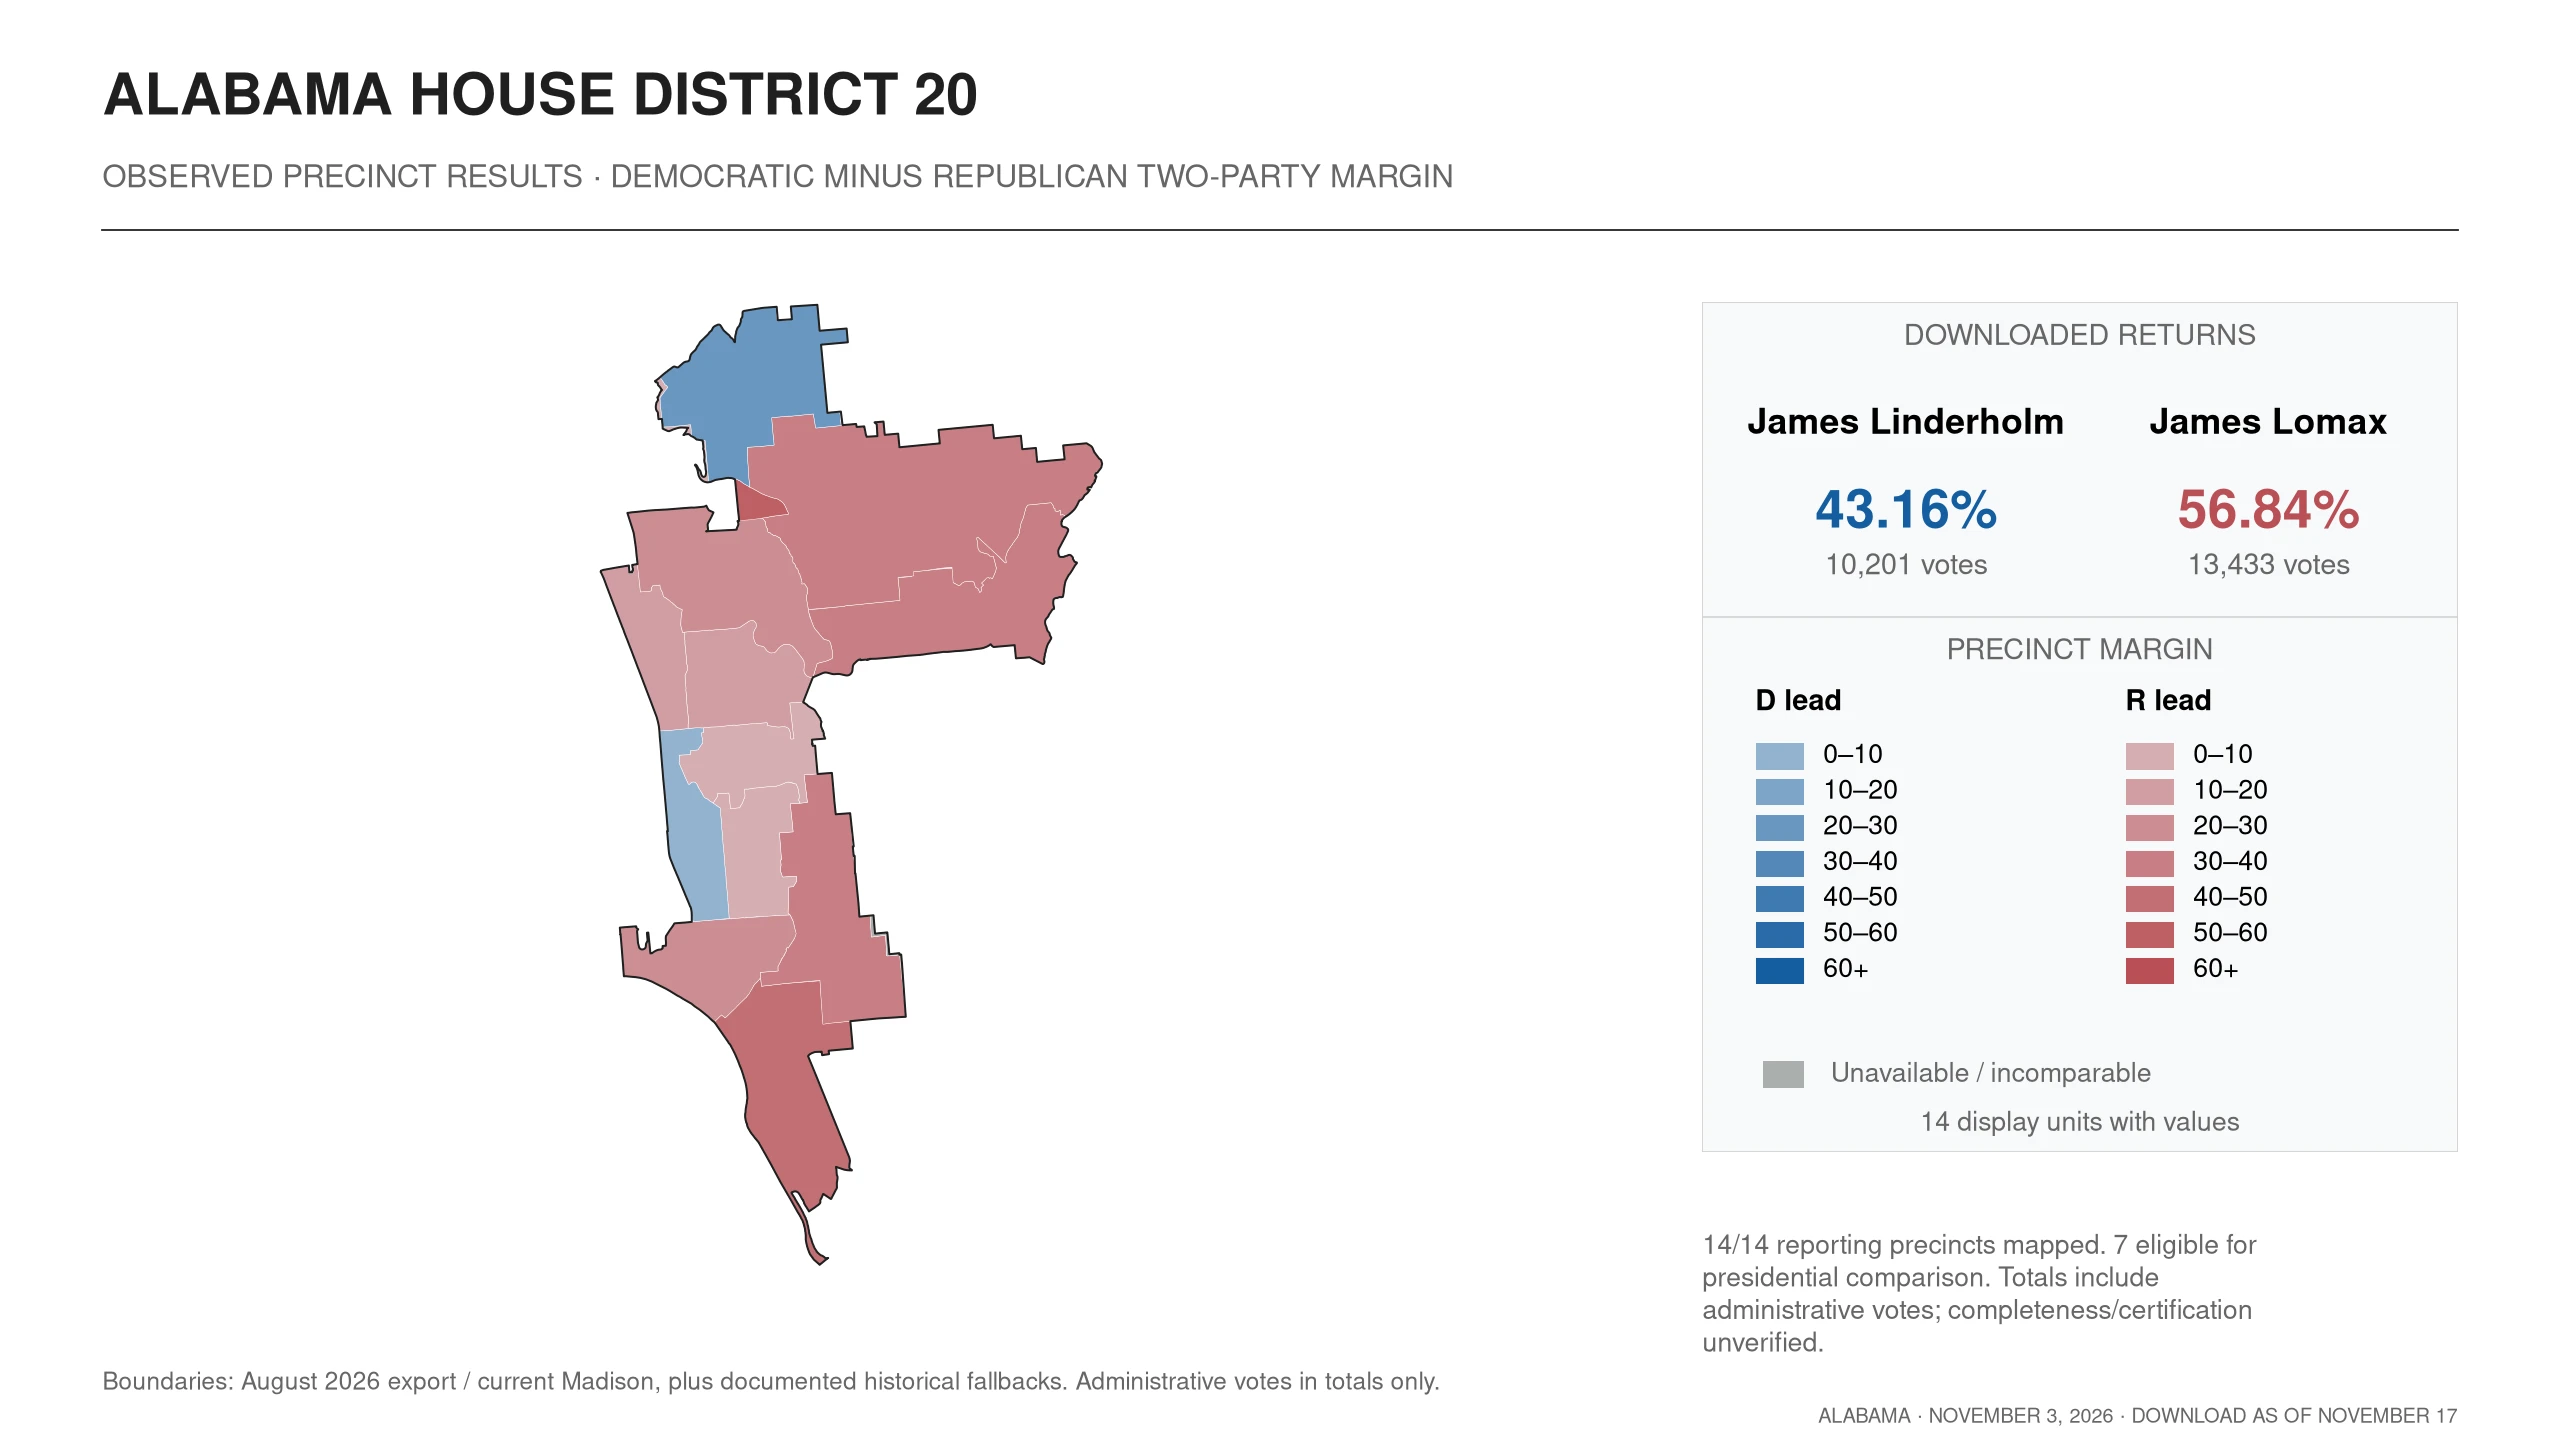 ALABAMA HOUSE DISTRICT 20
OBSERVED PRECINCT RESULTS · DEMOCRATIC MINUS REPUBLICAN TWO-PARTY MARGIN
DOWNLOADED RETURNS
James Linderholm
43.16%
10,201 votes
James Lomax
56.84%
13,433 votes
PRECINCT MARGIN
D lead
0–10
10–20
20–30
30–40
40–50
50–60
60+
R lead
0–10
10–20
20–30
30–40
40–50
50–60
60+
Unavailable / incomparable
14 display units with values
14/14 reporting precincts mapped. 7 eligible for
presidential comparison. Totals include
administrative votes; completeness/certification
unverified.
Boundaries: August 2026 export / current Madison, plus documented historical fallbacks. Administrative votes in totals only.
ALABAMA · NOVEMBER 3, 2026 · DOWNLOAD AS OF NOVEMBER 17